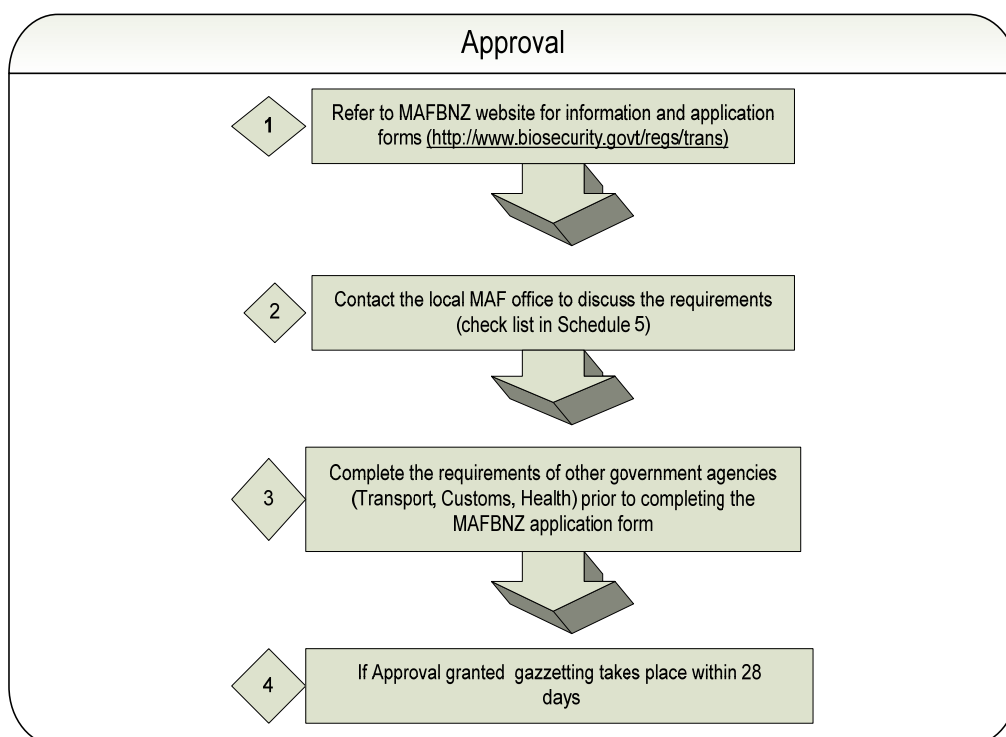 Approval
1
Refer to MAFBNZ website for information and application
forms (http://www.biosecurity.govt/regs/trans)
2
Contact the local MAF office to discuss the requirements
(check list in Schedule 5)
3
Complete the requirements of other government agencies
(Transport, Customs, Health) prior to completing the
MAFBNZ application form
4
If Approval granted gazzetting takes place within 28
days